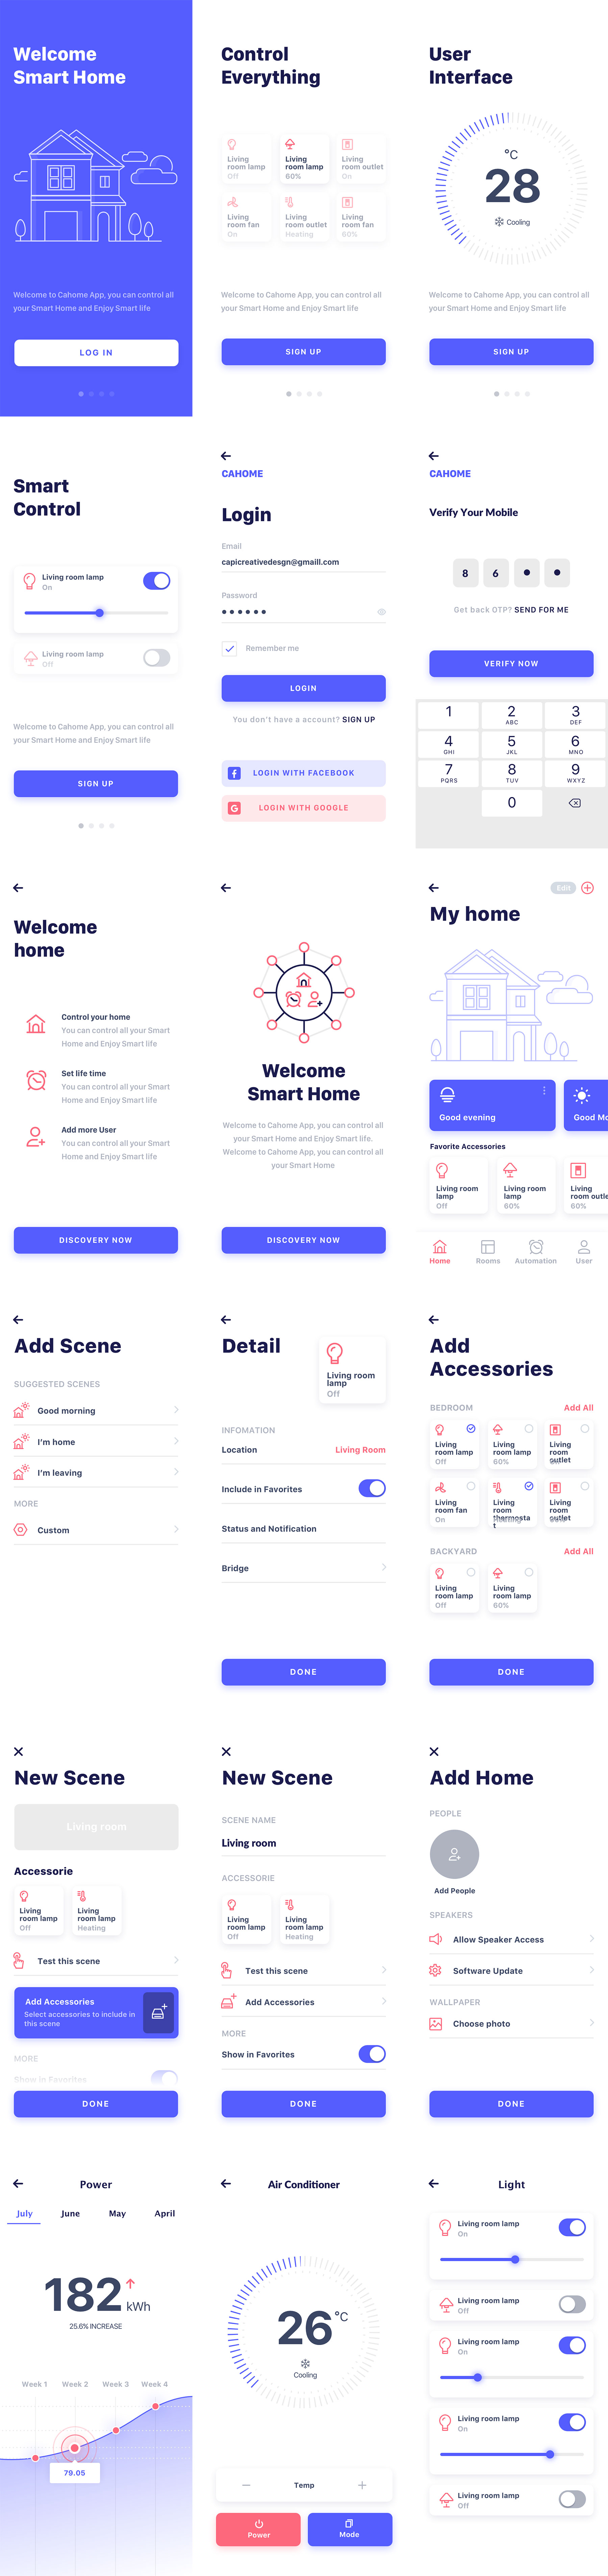 Welcome
Smart Home
Welcome to Cahome App, you can control all
your Smart Home and Enjoy Smart life
LOG IN
Control
Everything
Living
room lamp
Off
Living
room lamp
60%
Living
room outlet
On
Living
room fan
On
Living
room outlet
Heating
Living
room fan
60%
Welcome to Cahome App, you can control all
your Smart Home and Enjoy Smart life
SIGN UP
User
Interface
°C
28
Cooling
Welcome to Cahome App, you can control all
your Smart Home and Enjoy Smart life
SIGN UP
Smart
Control
Living room lamp
On
Living room lamp
Off
Welcome to Cahome App, you can control all
your Smart Home and Enjoy Smart life
SIGN UP
CAHOME
Login
Email
capicreativedesgn@gmaill.com
Password
Remember me
LOGIN
You don't have a account? SIGN UP
LOGIN WITH FACEBOOK
G LOGIN WITH GOOGLE
CAHOME
Verify Your Mobile
8 6
Get back OTP? SEND FOR ME
VERIFY NOW
1 2 3
ABC DEF
4 5 6
GHI JKL MNO
7 8 9
PQRS TUV WXYZ
0
Welcome
home
Control your home
You can control all your Smart
Home and Enjoy Smart life
Set life time
You can control all your Smart
Home and Enjoy Smart life
Add more User
You can control all your Smart
Home and Enjoy Smart life
DISCOVERY NOW
Welcome
Smart Home
Welcome to Cahome App, you can control all
your Smart Home and Enjoy Smart life.
Welcome to Cahome App, you can control all
your Smart Home
DISCOVERY NOW
Edit
My home
Good evening
Good Mo
Favorite Accessories
Living room
lamp
Off
Living room
lamp
60%
Living
room outle
60%
Home Rooms Automation User
Add Scene
SUGGESTED SCENES
Good morning
I'm home
I'm leaving
MORE
Custom
Detail
Living room
lamp
Off
INFOMATION
Location Living Room
Include in Favorites
Status and Notification
Bridge
DONE
Add
Accessories
BEDROOM Add All
Living
room lamp
Off
Living
room lamp
60%
Living
room
outlet
Living
room fan
On
Living
room
thermosta
t
Living
room
outlet
BACKYARD Add All
Living
room lamp
Off
Living
room lamp
60%
DONE
New Scene
Living room
Accessorie
Living
room lamp
Off
Living
room lamp
Heating
Test this scene
Add Accessories
Select accessories to include in
this scene
MORE
Show in Favorites
DONE
New Scene
SCENE NAME
Living room
ACCESSORIE
Living
room lamp
Off
Living
room lamp
Heating
Test this scene
Add Accessories
MORE
Show in Favorites
DONE
Add Home
PEOPLE
Add People
SPEAKERS
Allow Speaker Access
Software Update
WALLPAPER
Choose photo
DONE
Power
July June May April
182 kWh
25.6% INCREASE
Week 1 Week 2 Week 3 Week 4
79.05
Air Conditioner
26 °C
Cooling
Temp
Power
Mode
Light
Living room lamp
On
Living room lamp
Off
Living room lamp
On
Living room lamp
On
Living room lamp
Off